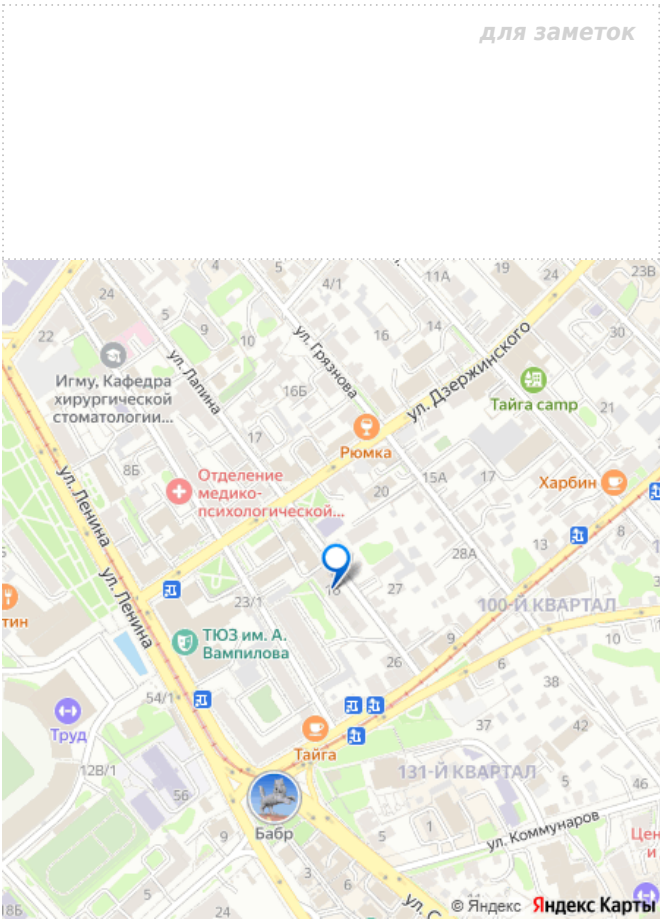 для заметок
4
5
4/1
11А
19
24
23В
24
5
9
10
ул. Грязнова
16
14
30
22
Игму, Кафедра
хирургической
стоматологии...
ул. Лапина
16Б
ул. Дзержинского
Тайга camp
21
17
Рюмка
8Б
Отделение
медико-
психологической...
20
15А
17
Харбин
ул. Ленина
28А
13
8
ул. Ленина
23/1
16
27
100-Й КВАРТАЛ
тин
ТЮЗ им. А.
Вампилова
9
10
26
6
38
54/1
Труд
37
42
Тайга
12В/1
131-Й КВАРТАЛ
56
5
46
Бабр
9
5
1
ул. Коммунаров
Цен
и
3
6
5
18Б
25
ул. С
© Яндекс Яндекс Карты